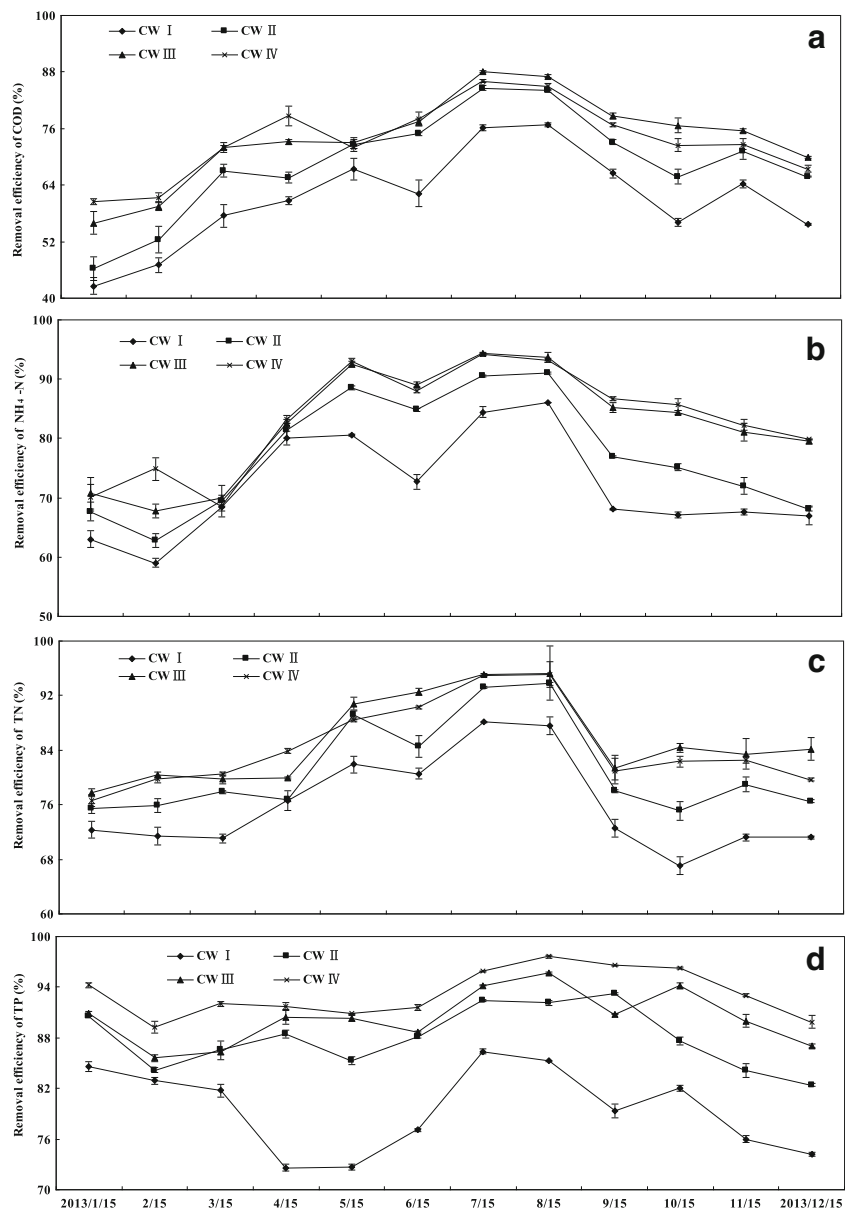 a
CW Ⅰ CW Ⅱ
CW Ⅲ CW Ⅳ
Removal efficiency of COD (%)
100
88
76
64
52
40
b
CW Ⅰ CW Ⅱ
CW Ⅲ CW Ⅳ
Removal efficiency of NH₄ -N (%)
100
90
80
70
60
50
c
CW Ⅰ CW Ⅱ
CW Ⅲ CW Ⅳ
Removal efficiency of TN (%)
100
92
84
76
68
60
d
CW Ⅰ CW Ⅱ
CW Ⅲ CW Ⅳ
Removal efficiency of TP (%)
100
94
88
82
76
70
2013/1/15 2/15 3/15 4/15 5/15 6/15 7/15 8/15 9/15 10/15 11/15 2013/12/15